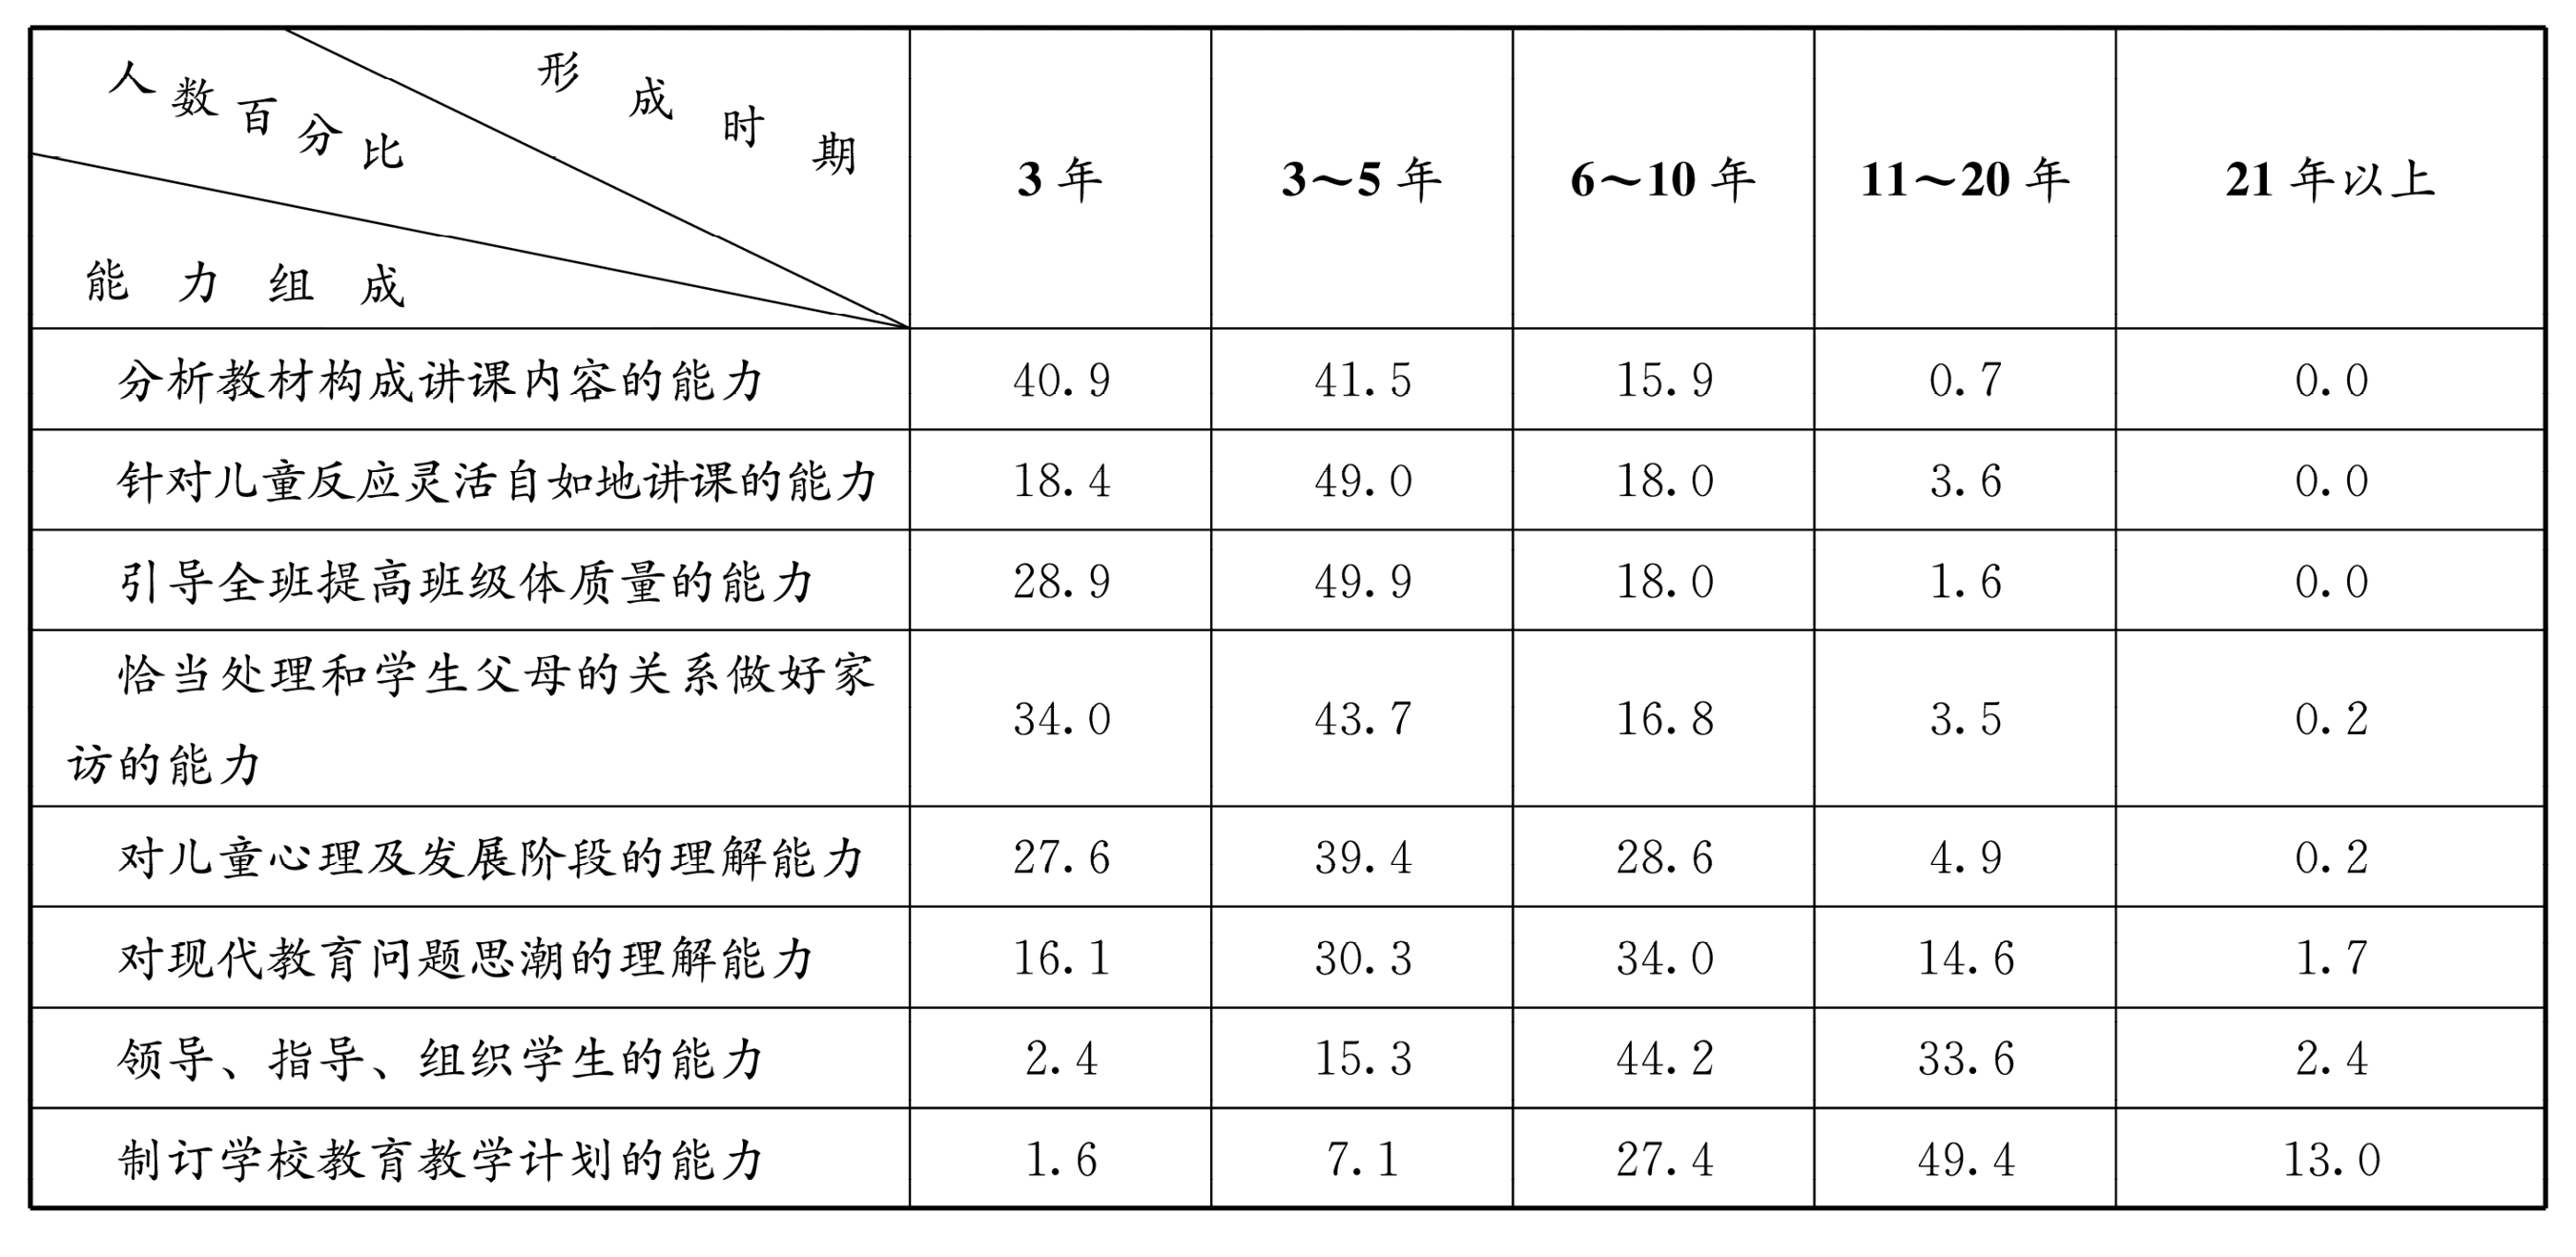 人数百分比
形成时期
能力组成
3年 3～5年 6～10年 11～20年 21年以上
分析教材构成讲课内容的能力 40.9 41.5 15.9 0.7 0.0
针对儿童反应灵活自如地讲课的能力 18.4 49.0 18.0 3.6 0.0
引导全班提高班级体质量的能力 28.9 49.9 18.0 1.6 0.0
恰当处理和学生父母的关系做好家
访的能力 34.0 43.7 16.8 3.5 0.2
对儿童心理及发展阶段的理解能力 27.6 39.4 28.6 4.9 0.2
对现代教育问题思潮的理解能力 16.1 30.3 34.0 14.6 1.7
领导、指导、组织学生的能力 2.4 15.3 44.2 33.6 2.4
制订学校教育教学计划的能力 1.6 7.1 27.4 49.4 13.0